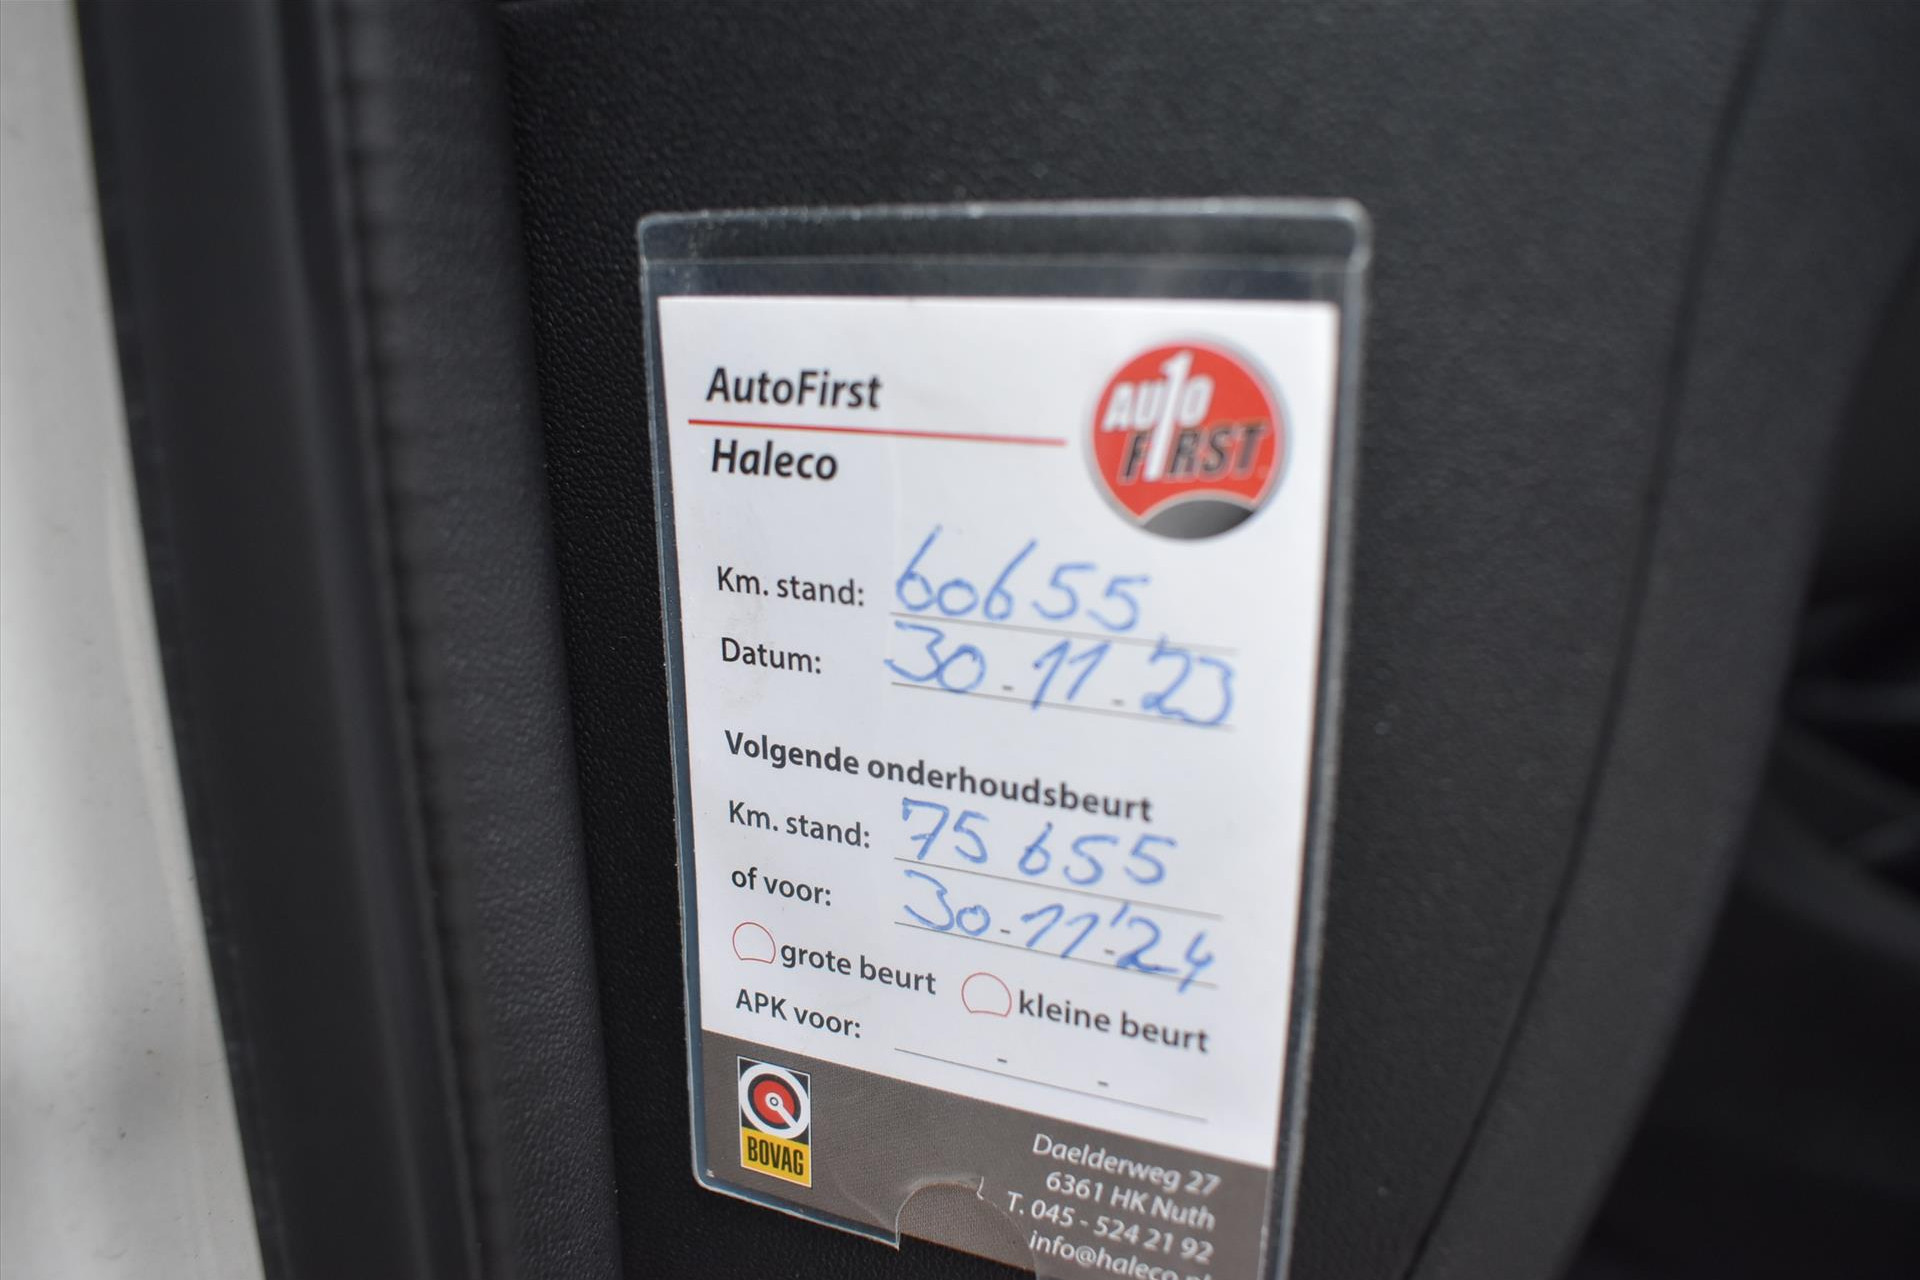 AutoFirst
Haleco
AUTO
FIRST
Km. stand: 60655
Datum: 30-11-'23
Volgende onderhoudsbeurt
Km. stand: 75655
of voor: 30-11-'24
grote beurt kleine beurt
APK voor: - -
BOVAG
Daelderweg 27
6361 HK Nuth
T. 045 - 524 21 92
info@haleco.nl